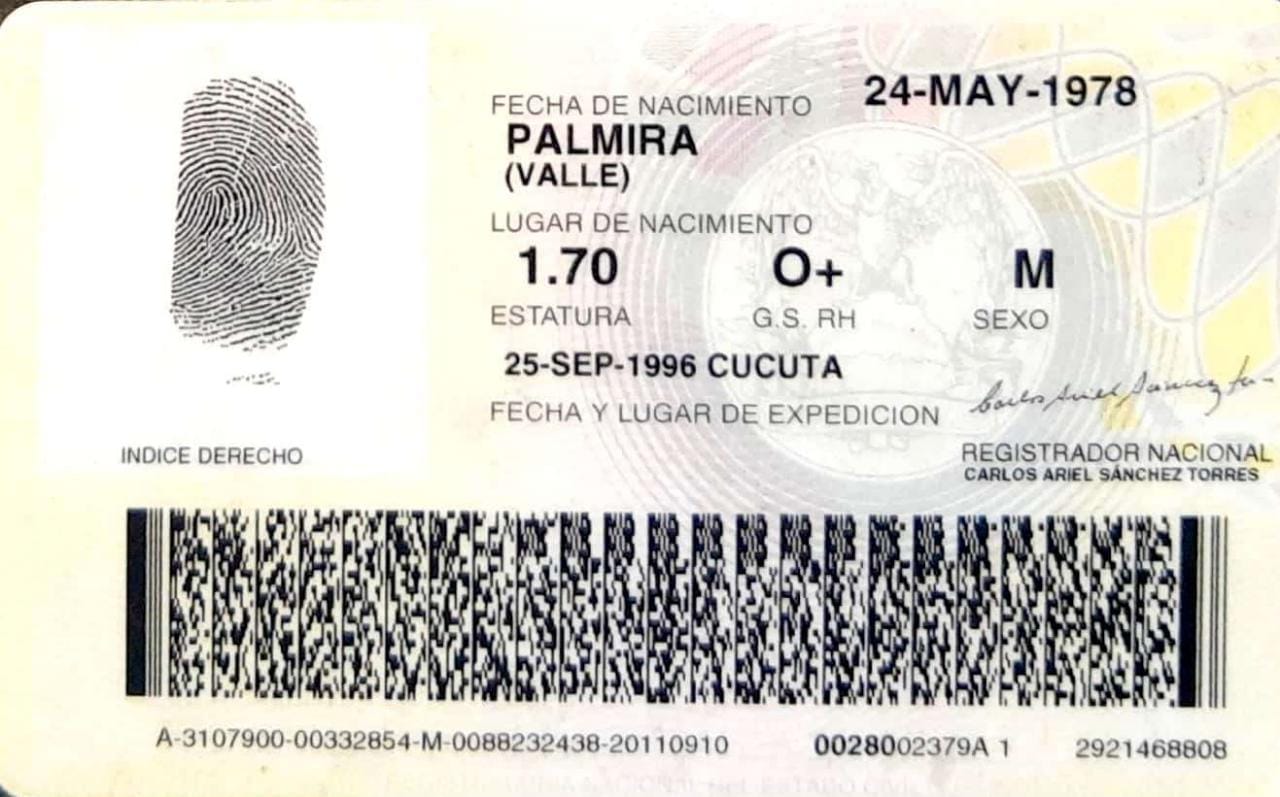 FECHA DE NACIMIENTO 24-MAY-1978
PALMIRA
(VALLE)
LUGAR DE NACIMIENTO
1.70 O+ M
ESTATURA G.S. RH SEXO
25-SEP-1996 CUCUTA
FECHA Y LUGAR DE EXPEDICION
INDICE DERECHO
REGISTRADOR NACIONAL
CARLOS ARIEL SÁNCHEZ TORRES
A-3107900-00332854-M-0088232438-20110910 0028002379A 1 2921468808